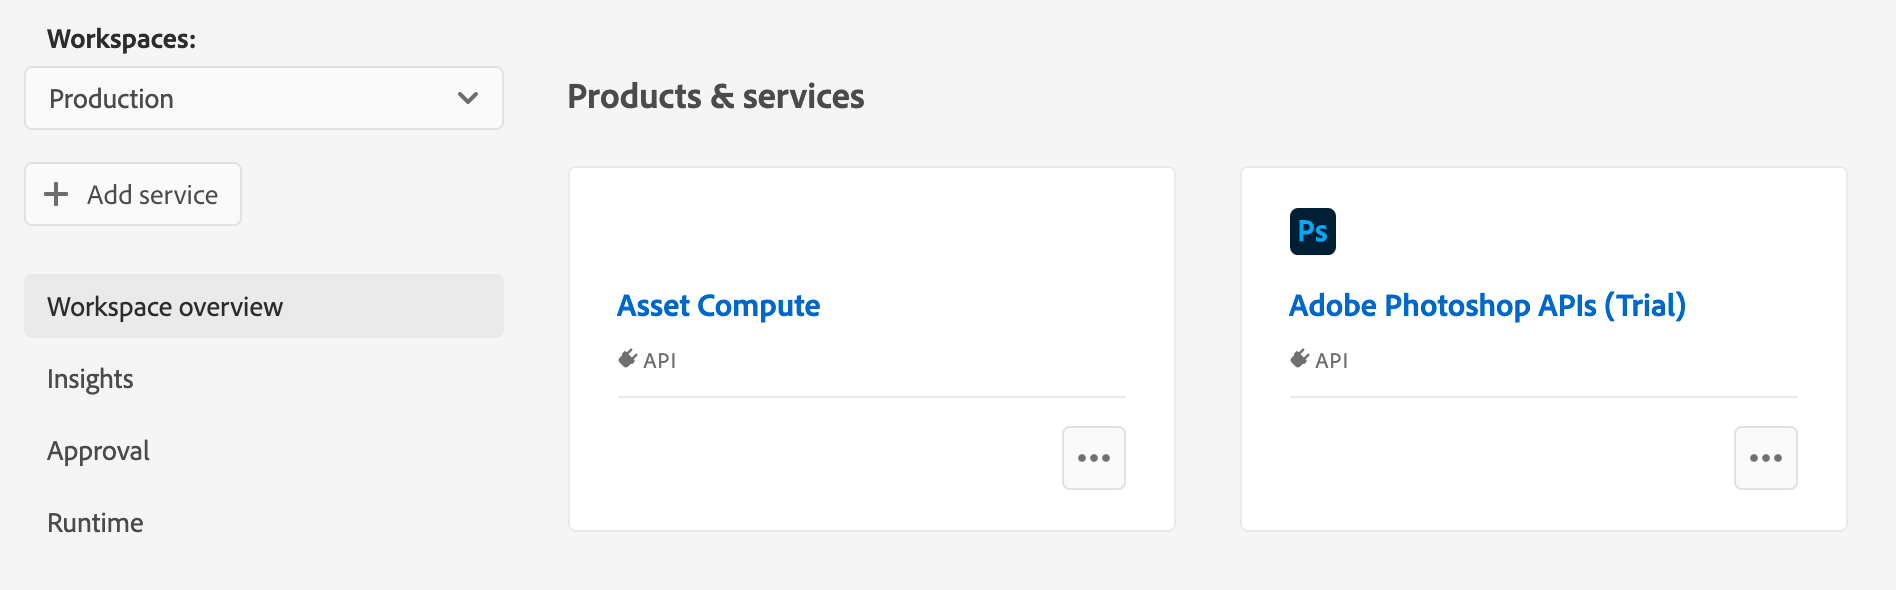 Workspaces:
Production
Add service
Workspace overview
Insights
Approval
Runtime
Products & services
Asset Compute
API
Ps
Adobe Photoshop APIs (Trial)
API